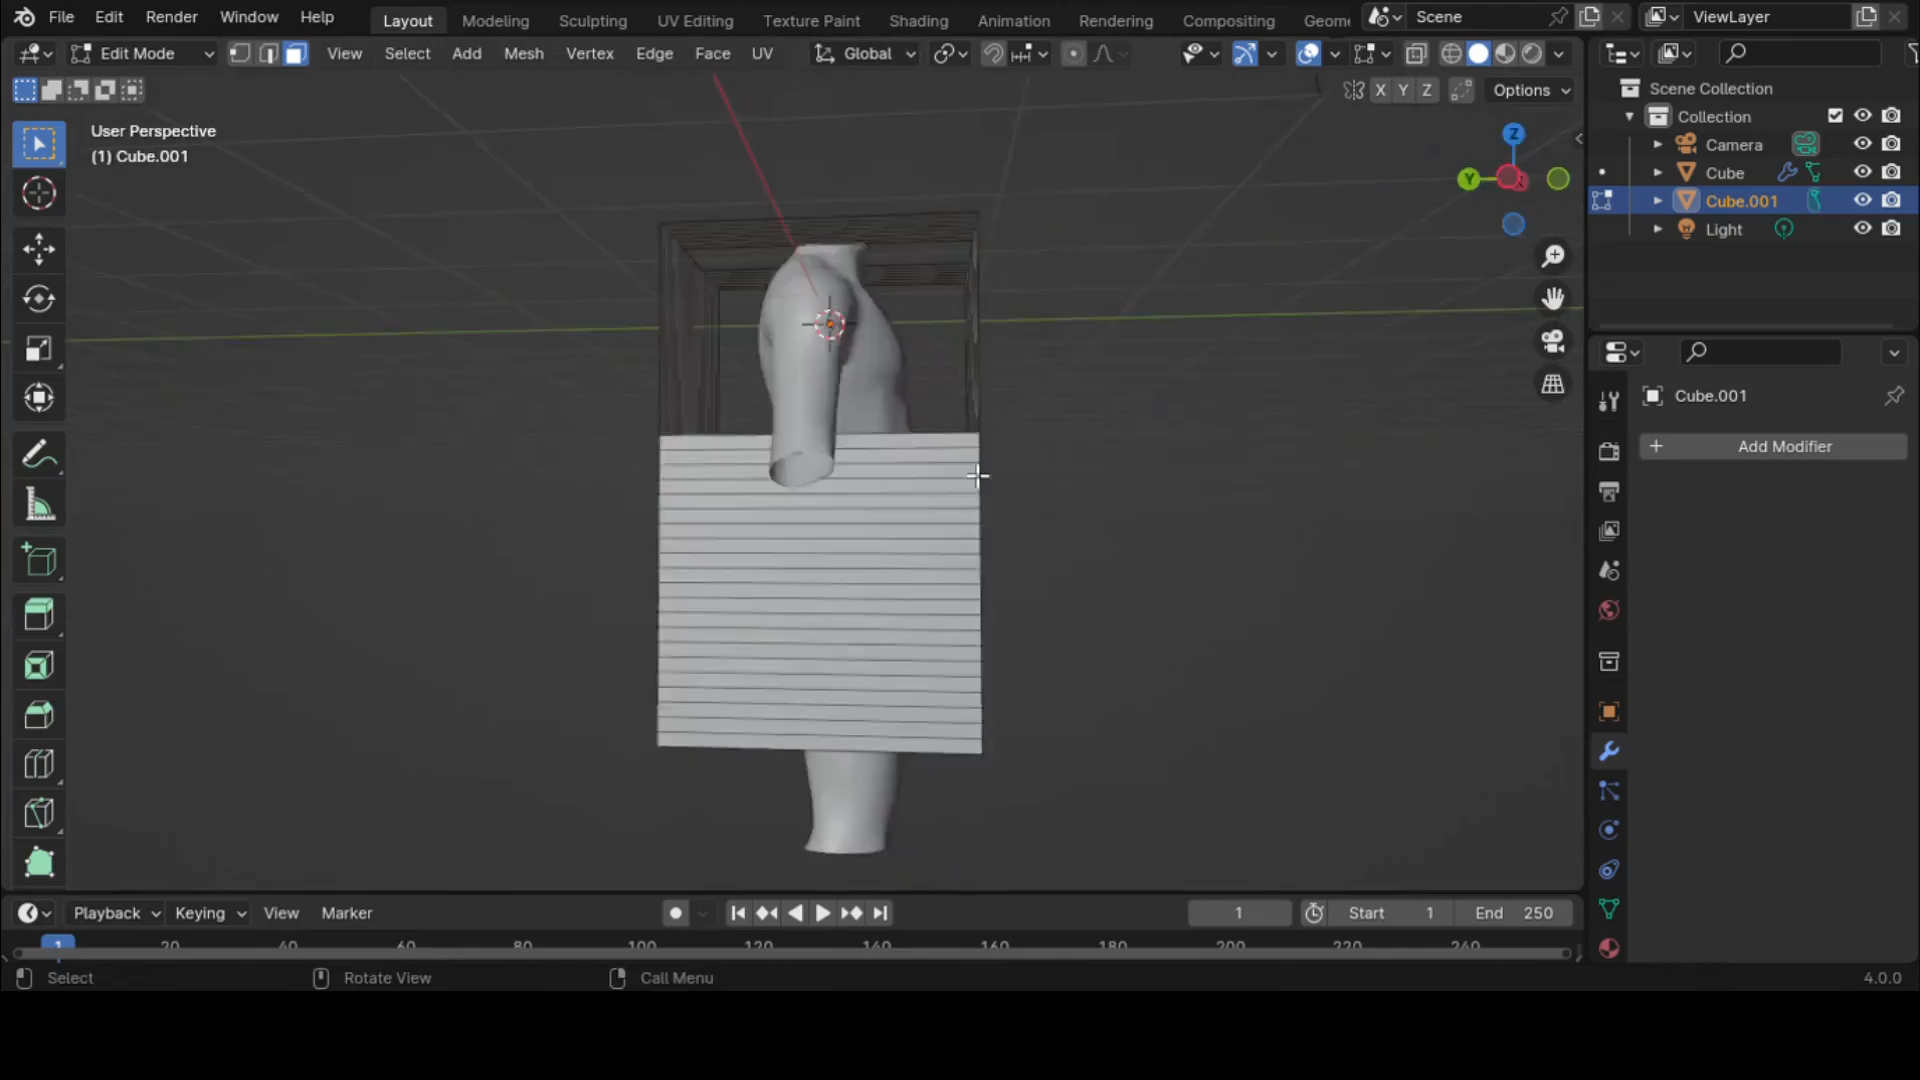 File Edit Render Window Help Layout Modeling Sculpting UV Editing Texture Paint Shading Animation Rendering Compositing Geome Scene ViewLayer
Edit Mode View Select Add Mesh Vertex Edge Face UV Global
X Y Z Options
User Perspective
(1) Cube.001
Z
Y
Scene Collection
Collection
Camera
Cube
Cube.001
Light
Cube.001
+ Add Modifier
Playback Keying View Marker 1 Start 1 End 250
1 20 40 60 80 100 120 140 160 180 200 220 240
Select Rotate View Call Menu 4.0.0